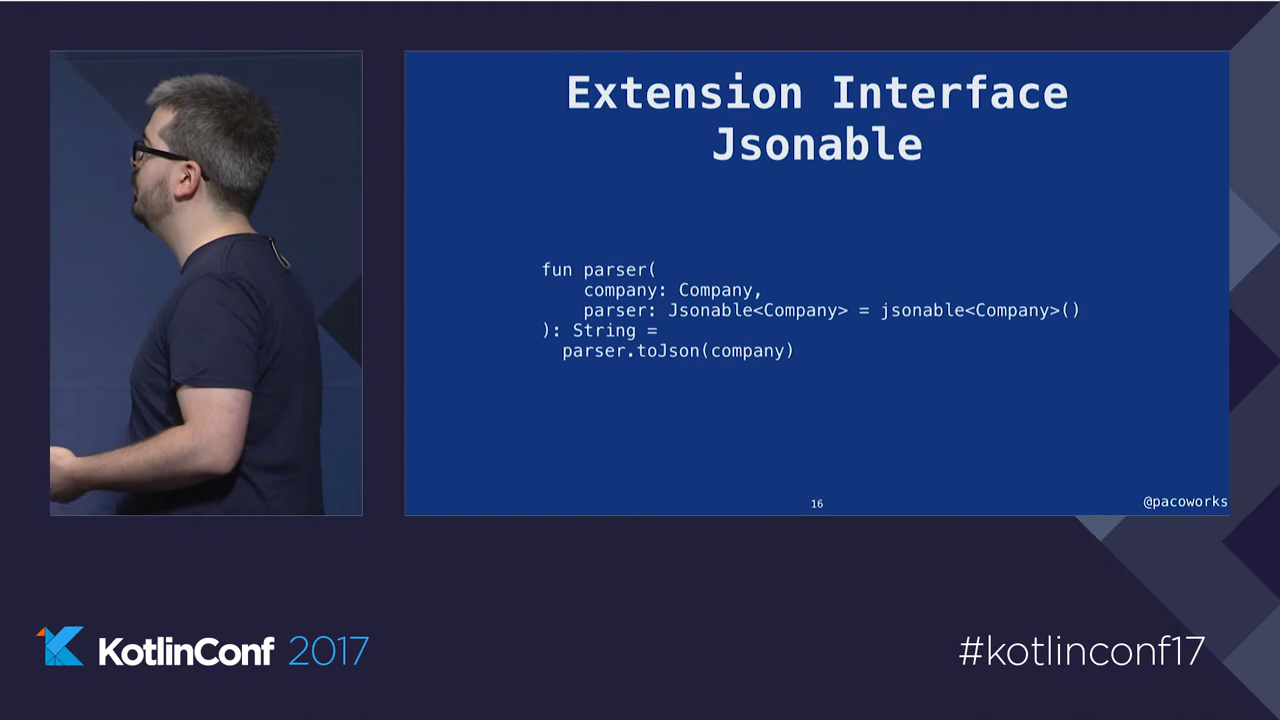 Extension Interface
Jsonable
fun parser(
    company: Company,
    parser: Jsonable<Company> = jsonable<Company>()
): String =
  parser.toJson(company)
16
@pacoworks
KotlinConf 2017
#kotlinconf17